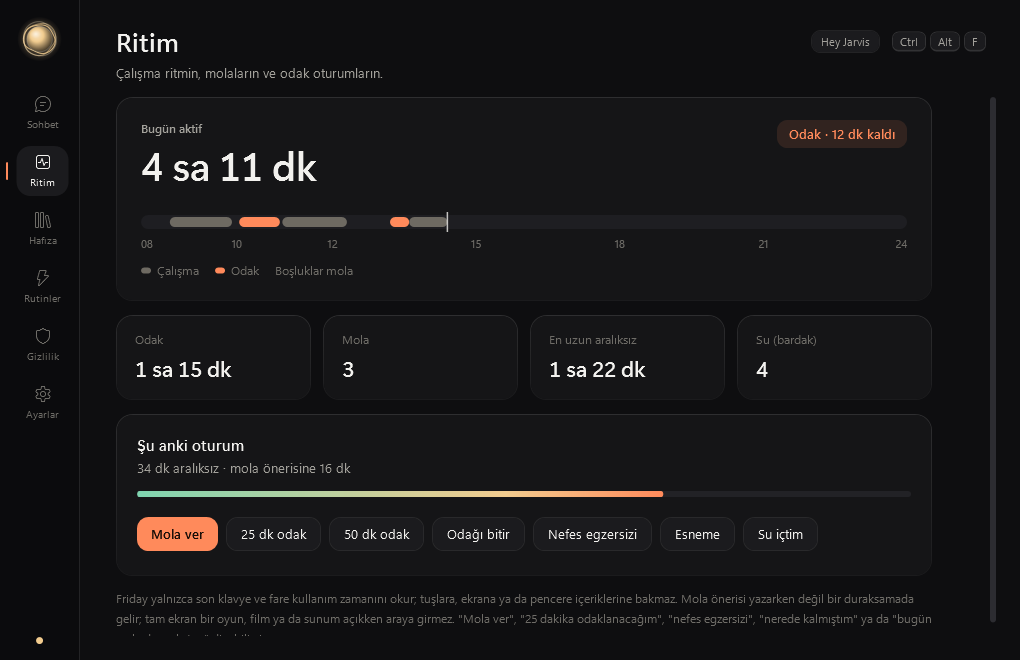 Ritim
Hey Jarvis
Ctrl
Alt
F
Çalışma ritmin, molaların ve odak oturumların.
Sohbet
Ritim
Hafıza
Rutinler
Gizlilik
Ayarlar
Bugün aktif
Odak · 12 dk kaldı
4 sa 11 dk
08 10 12 15 18 21 24
Çalışma Odak Boşluklar mola
Odak
1 sa 15 dk
Mola
3
En uzun aralıksız
1 sa 22 dk
Su (bardak)
4
Şu anki oturum
34 dk aralıksız · mola önerisine 16 dk
Mola ver
25 dk odak
50 dk odak
Odağı bitir
Nefes egzersizi
Esneme
Su içtim
Friday yalnızca son klavye ve fare kullanım zamanını okur; tuşlara, ekrana ya da pencere içeriklerine bakmaz. Mola önerisi yazarken değil bir duraksamada
gelir; tam ekran bir oyun, film ya da sunum açıkken araya girmez. "Mola ver", "25 dakika odaklanacağım", "nefes egzersizi", "nerede kalmıştım" ya da "bugün